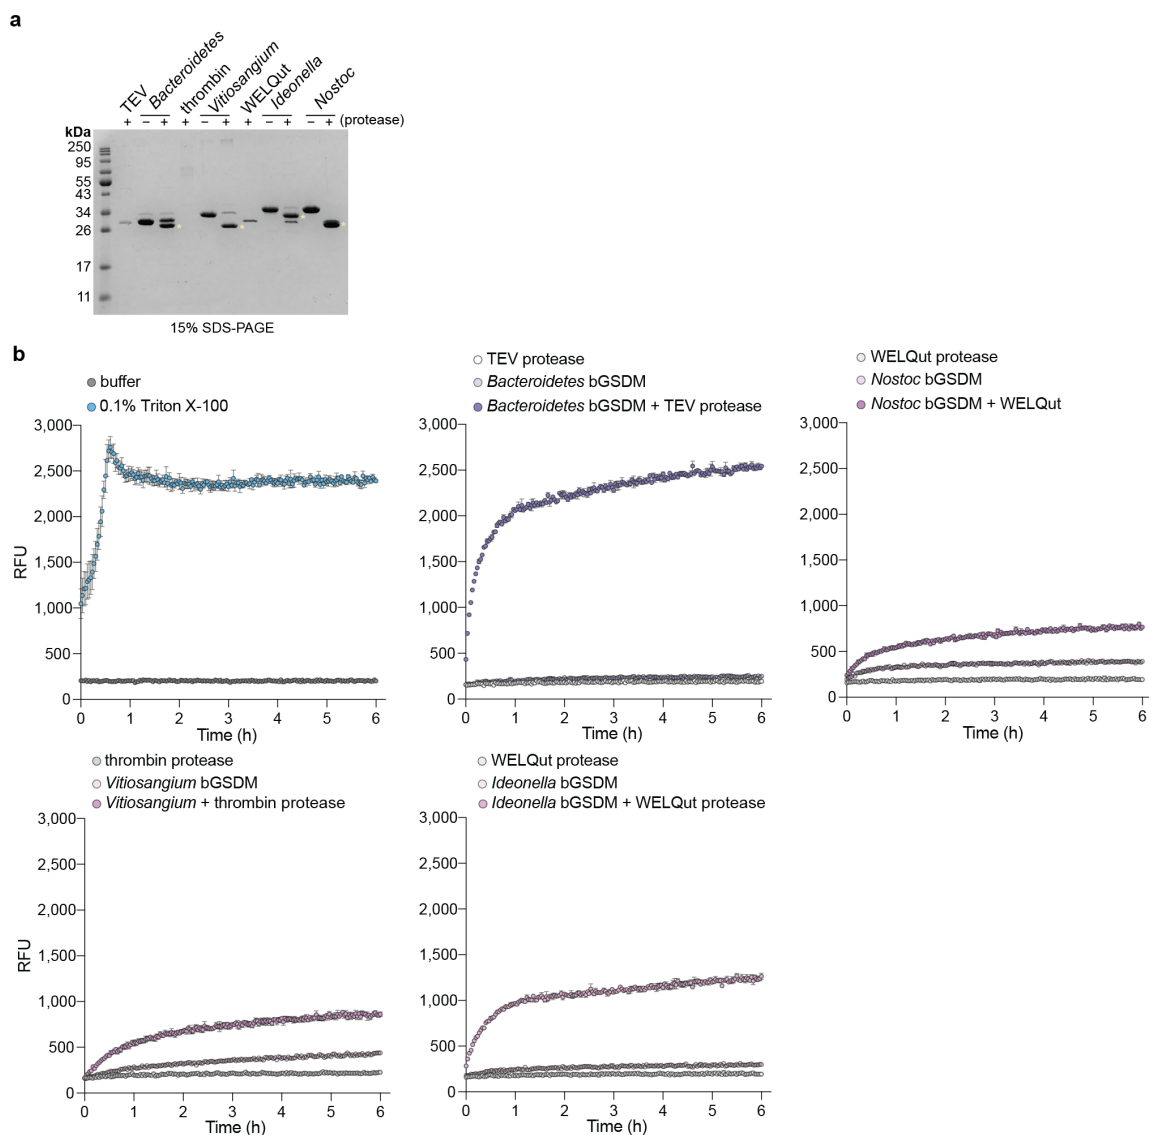 a
TEV
Bacteroidetes
thrombin
Vitiosangium
WELQut
Ideonella
Nostoc
+ − + + − + + − + − + (protease)
kDa
250
95
55
43
34
26
17
11
15% SDS-PAGE
b
buffer
0.1% Triton X-100
3,000
2,500
2,000
1,500
1,000
500
0
RFU
0 1 2 3 4 5 6
Time (h)
TEV protease
Bacteroidetes bGSDM
Bacteroidetes bGSDM + TEV protease
3,000
2,500
2,000
1,500
1,000
500
0
0 1 2 3 4 5 6
Time (h)
WELQut protease
Nostoc bGSDM
Nostoc bGSDM + WELQut
3,000
2,500
2,000
1,500
1,000
500
0
0 1 2 3 4 5 6
Time (h)
thrombin protease
Vitiosangium bGSDM
Vitiosangium + thrombin protease
3,000
2,500
2,000
1,500
1,000
500
0
RFU
0 1 2 3 4 5 6
Time (h)
WELQut protease
Ideonella bGSDM
Ideonella bGSDM + WELQut protease
3,000
2,500
2,000
1,500
1,000
500
0
0 1 2 3 4 5 6
Time (h)